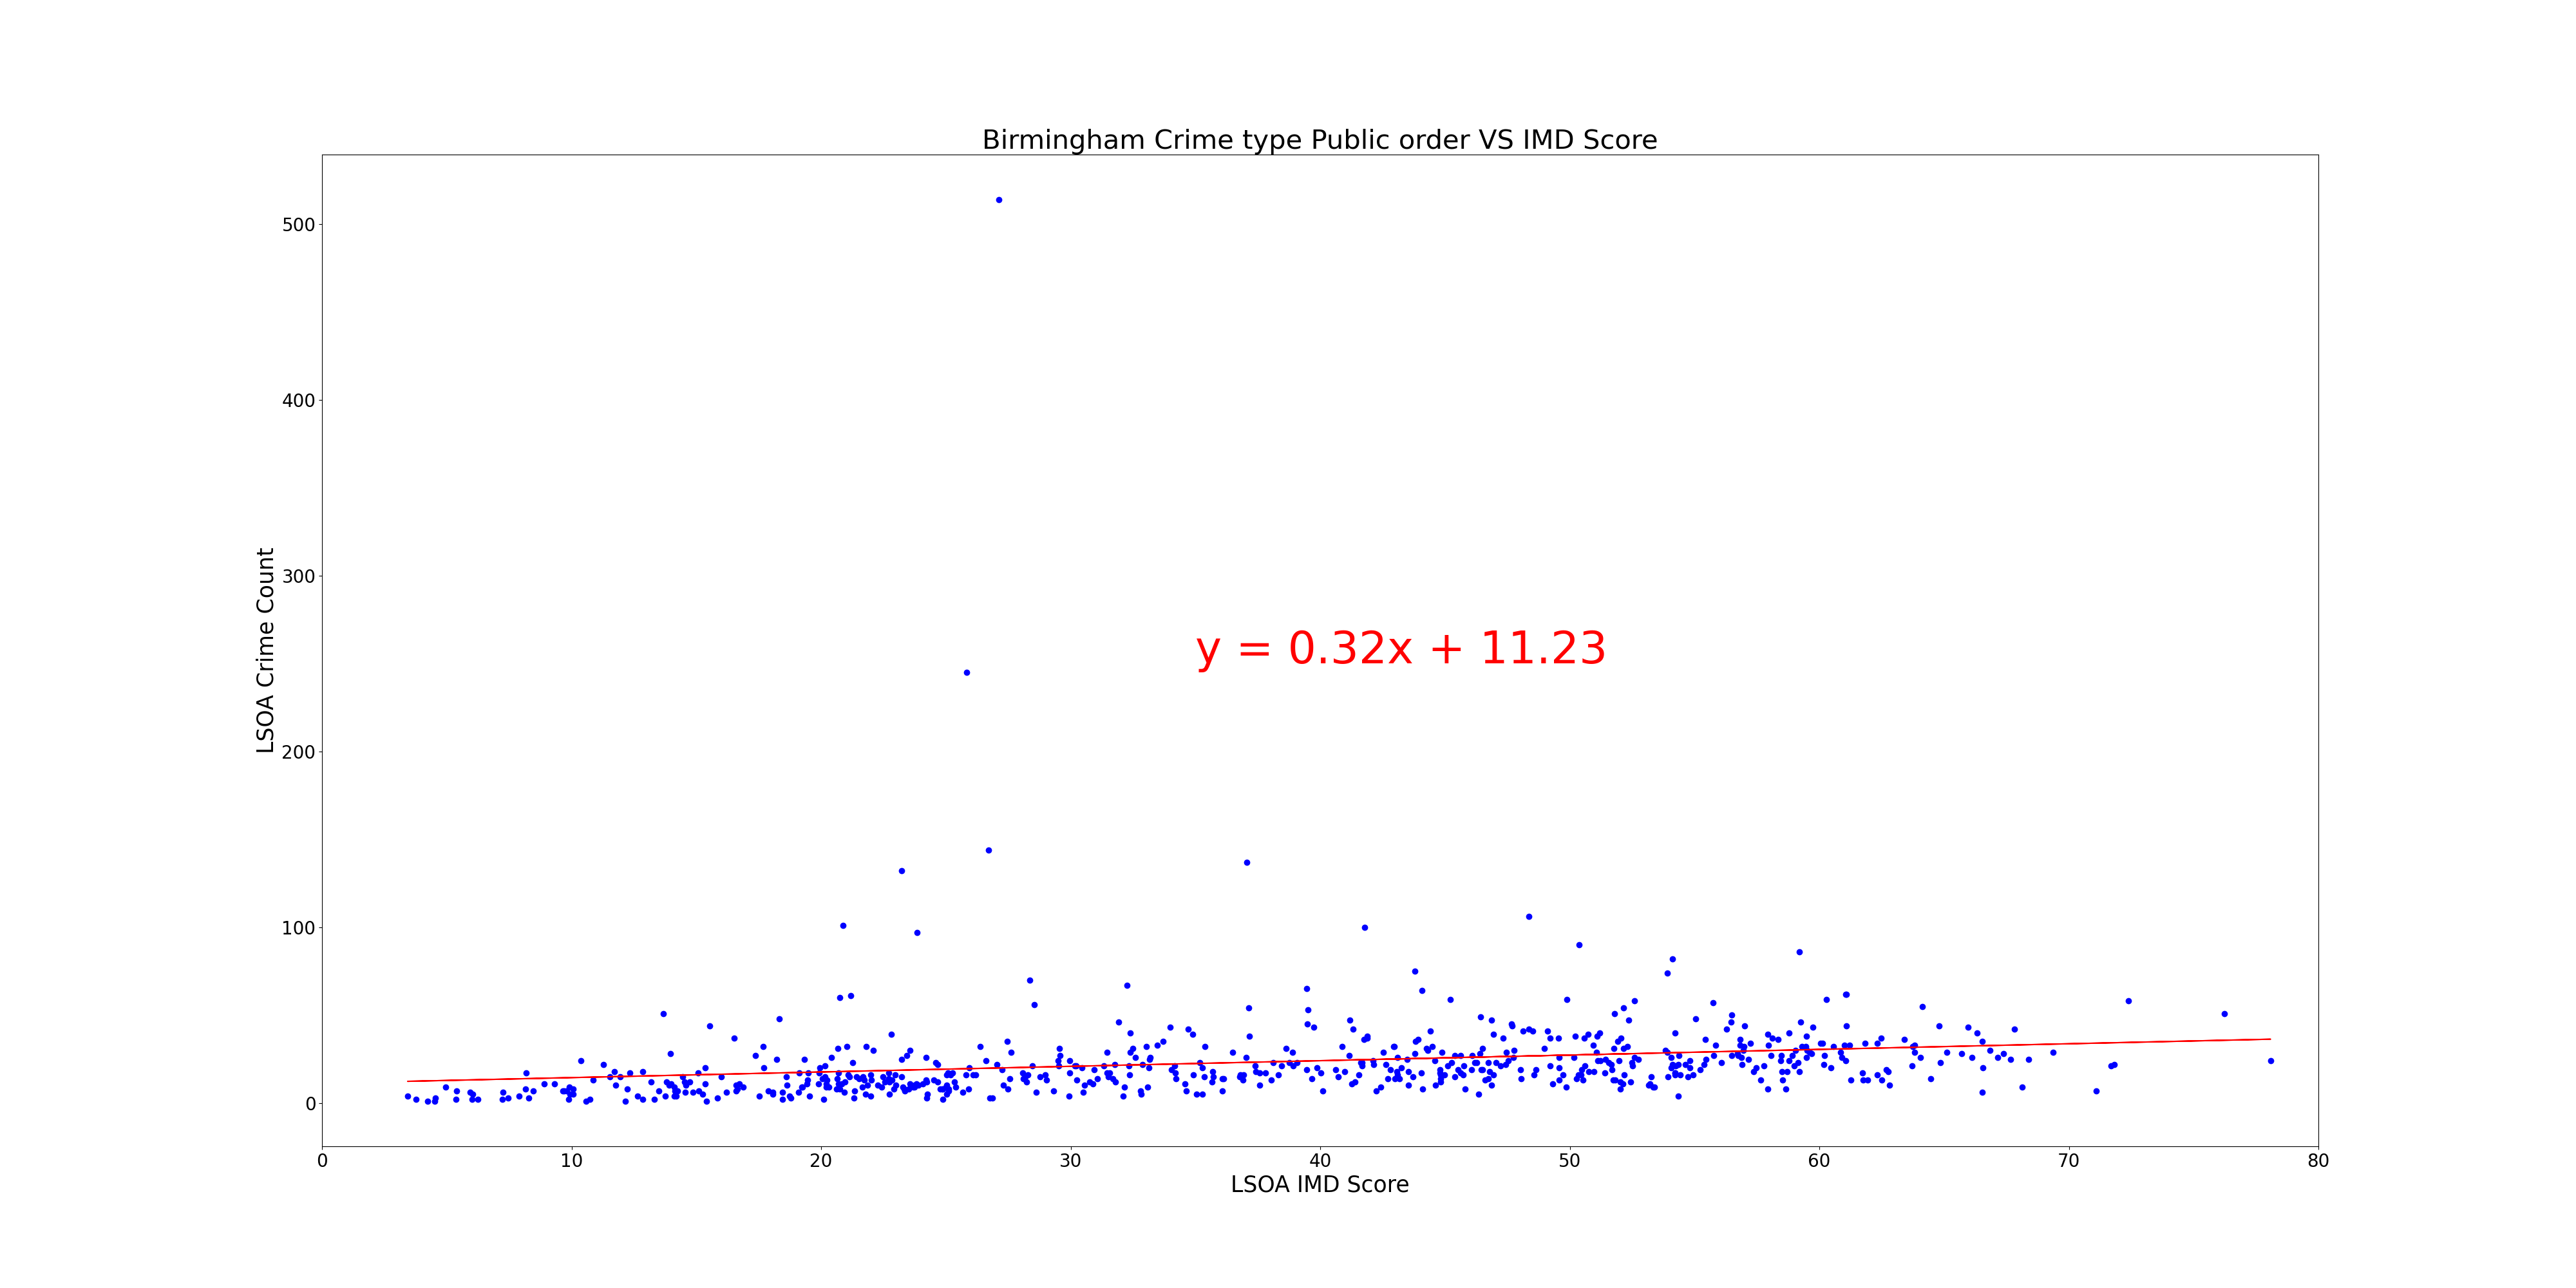 Birmingham Crime type Public order VS IMD Score
500
400
300
200
100
0
LSOA Crime Count
y = 0.32x + 11.23
0 10 20 30 40 50 60 70 80
LSOA IMD Score